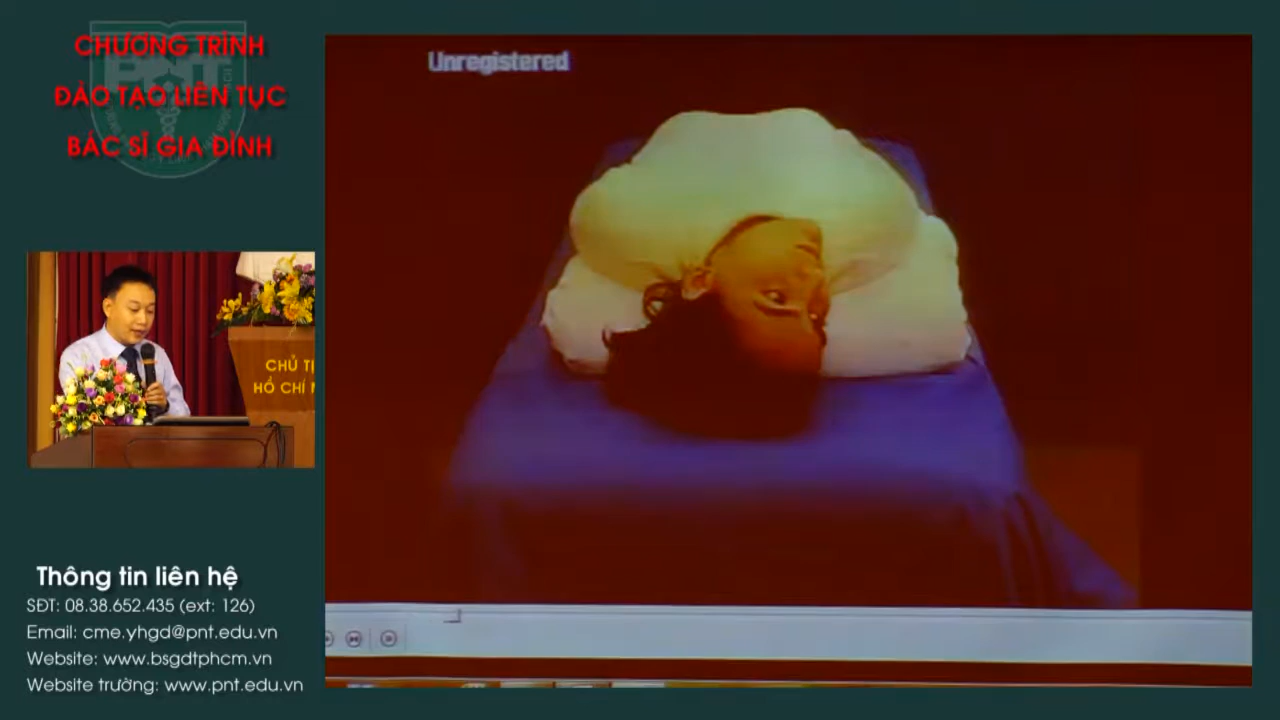 CHƯƠNG TRÌNH
ĐÀO TẠO LIÊN TỤC
BÁC SĨ GIA ĐÌNH
PNT
Unregistered
CHỦ TỊ
HỒ CHÍ M
Thông tin liên hệ
SĐT: 08.38.652.435 (ext: 126)
Email: cme.yhgd@pnt.edu.vn
Website: www.bsgdtphcm.vn
Website trường: www.pnt.edu.vn